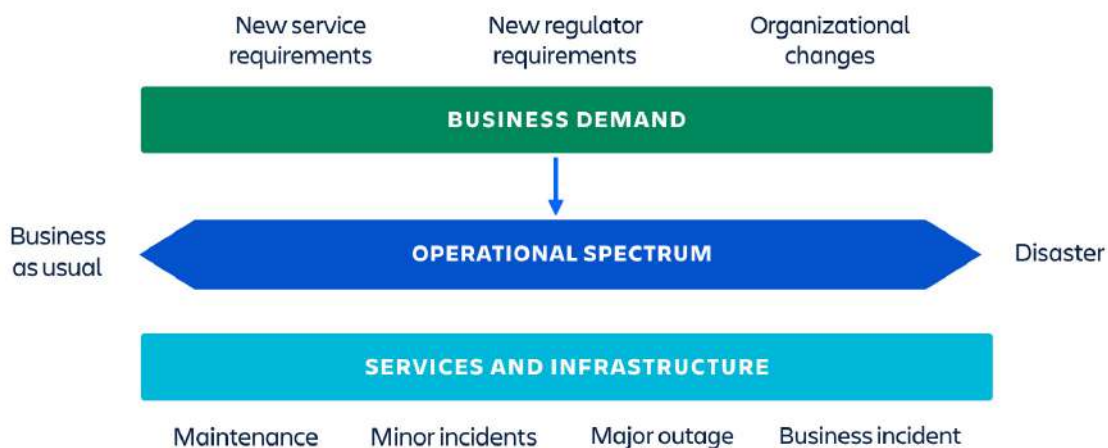 New service
requirements
New regulator
requirements
Organizational
changes
BUSINESS DEMAND
Business
as usual
OPERATIONAL SPECTRUM
Disaster
SERVICES AND INFRASTRUCTURE
Maintenance
Minor incidents
Major outage
Business incident